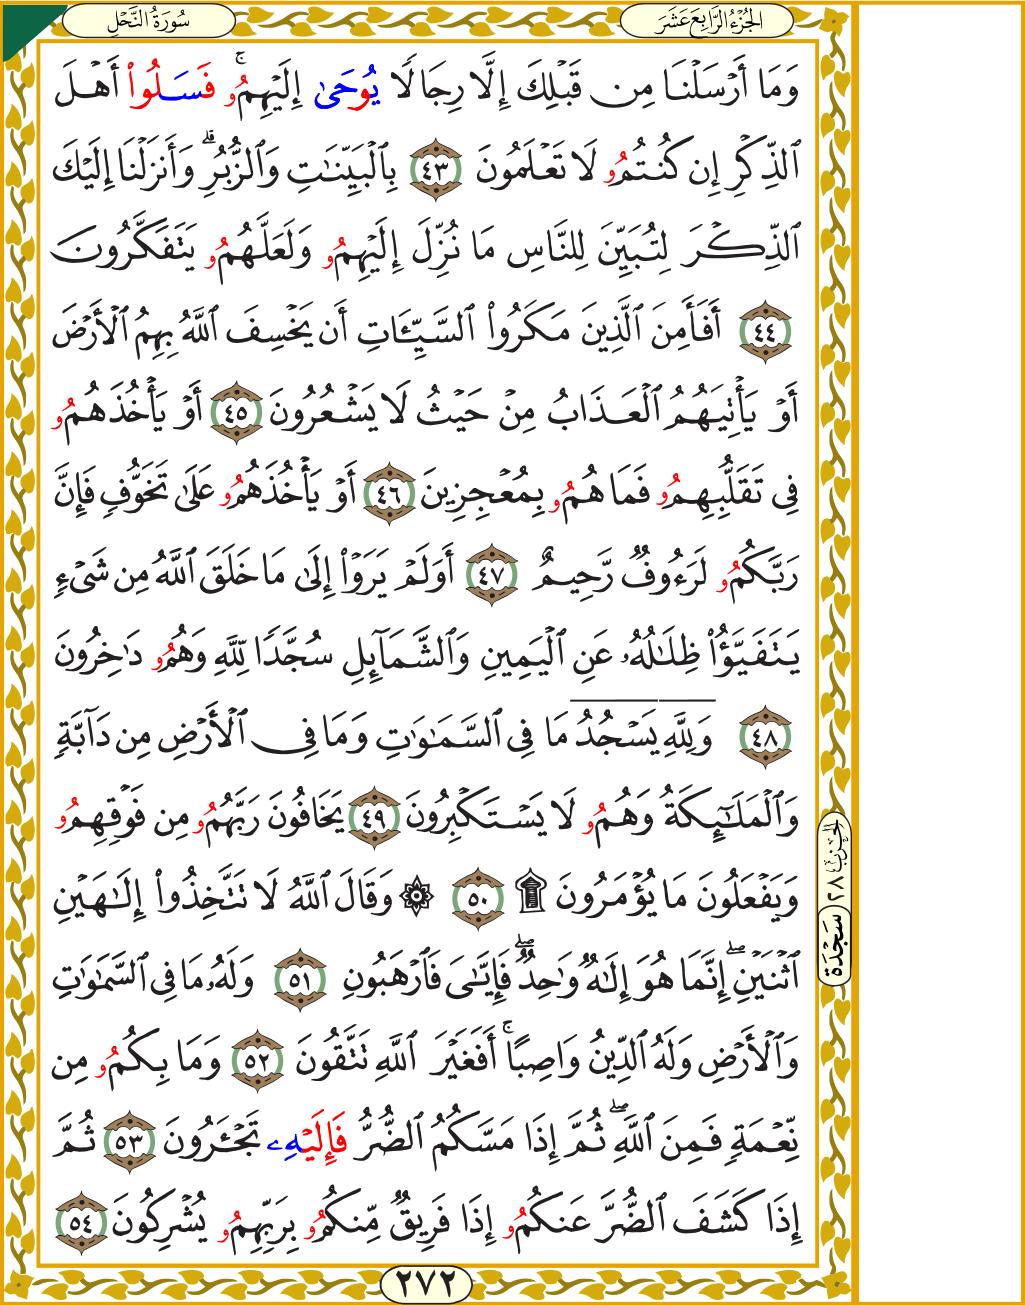 سُورَةُ النَّحْلِ
الجُزْءُ الرَّابِعَ عَشَرَ
وَمَا أَرْسَلْنَا مِن قَبْلِكَ إِلَّا رِجَالًا يُوحَىٰ إِلَيْهِمُۥ ۚ فَسَلُوا۟ أَهْلَ
ٱلذِّكْرِ إِن كُنتُمُۥ لَا تَعْلَمُونَ ٤٣ بِٱلْبَيِّنَٰتِ وَٱلزُّبُرِ ۗ وَأَنزَلْنَا إِلَيْكَ
ٱلذِّكْرَ لِتُبَيِّنَ لِلنَّاسِ مَا نُزِّلَ إِلَيْهِمُۥ وَلَعَلَّهُمُۥ يَتَفَكَّرُونَ
٤٤ أَفَأَمِنَ ٱلَّذِينَ مَكَرُوا۟ ٱلسَّيِّـَٔاتِ أَن يَخْسِفَ ٱللَّهُ بِهِمُ ٱلْأَرْضَ
أَوْ يَأْتِيَهُمُ ٱلْعَذَابُ مِنْ حَيْثُ لَا يَشْعُرُونَ ٤٥ أَوْ يَأْخُذَهُمُۥ
فِى تَقَلُّبِهِمُۥ فَمَا هُمُۥ بِمُعْجِزِينَ ٤٦ أَوْ يَأْخُذَهُمُۥ عَلَىٰ تَخَوُّفٍ فَإِنَّ
رَبَّكُمُۥ لَرَءُوفٌ رَّحِيمٌ ٤٧ أَوَلَمْ يَرَوْا۟ إِلَىٰ مَا خَلَقَ ٱللَّهُ مِن شَىْءٍ
يَتَفَيَّؤُا۟ ظِلَٰلُهُۥ عَنِ ٱلْيَمِينِ وَٱلشَّمَآئِلِ سُجَّدًا لِّلَّهِ وَهُمُۥ دَٰخِرُونَ
٤٨ وَلِلَّهِ يَسْجُدُ مَا فِى ٱلسَّمَٰوَٰتِ وَمَا فِى ٱلْأَرْضِ مِن دَآبَّةٍ
وَٱلْمَلَٰٓئِكَةُ وَهُمُۥ لَا يَسْتَكْبِرُونَ ٤٩ يَخَافُونَ رَبَّهُمُۥ مِن فَوْقِهِمُۥ
وَيَفْعَلُونَ مَا يُؤْمَرُونَ ۩ ٥٠ ۞ وَقَالَ ٱللَّهُ لَا تَتَّخِذُوا۟ إِلَٰهَيْنِ
ٱثْنَيْنِ ۖ إِنَّمَا هُوَ إِلَٰهٌ وَٰحِدٌ ۖ فَإِيَّٰىَ فَٱرْهَبُونِ ٥١ وَلَهُۥ مَا فِى ٱلسَّمَٰوَٰتِ
وَٱلْأَرْضِ وَلَهُ ٱلدِّينُ وَاصِبًا ۚ أَفَغَيْرَ ٱللَّهِ تَتَّقُونَ ٥٢ وَمَا بِكُمُۥ مِن
نِّعْمَةٍ فَمِنَ ٱللَّهِ ۖ ثُمَّ إِذَا مَسَّكُمُ ٱلضُّرُّ فَإِلَيْهِۦ تَجْـَٔرُونَ ٥٣ ثُمَّ
إِذَا كَشَفَ ٱلضُّرَّ عَنكُمُۥ إِذَا فَرِيقٌ مِّنكُمُۥ بِرَبِّهِمُۥ يُشْرِكُونَ ٥٤
الحزب ٢٨
سَجْدَة
٢٧٢